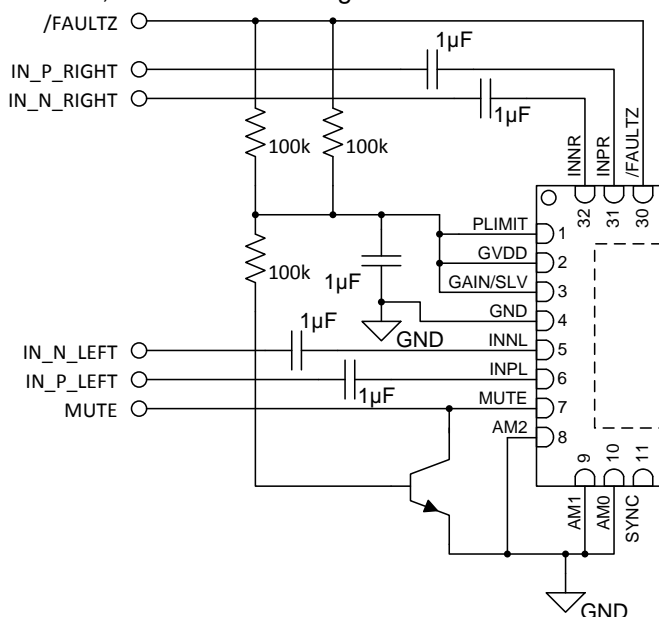 /FAULTZ
1µF
IN_P_RIGHT
IN_N_RIGHT
1µF
100k
100k
INNR
INPR
/FAULTZ
32
31
30
PLIMIT
1
GVDD
2
100k
1µF
GAIN/SLV
3
GND
4
GND
1µF
IN_N_LEFT
INNL
5
IN_P_LEFT
1µF
INPL
6
MUTE
MUTE
7
AM2
8
9
10
11
AM1
AM0
SYNC
GND